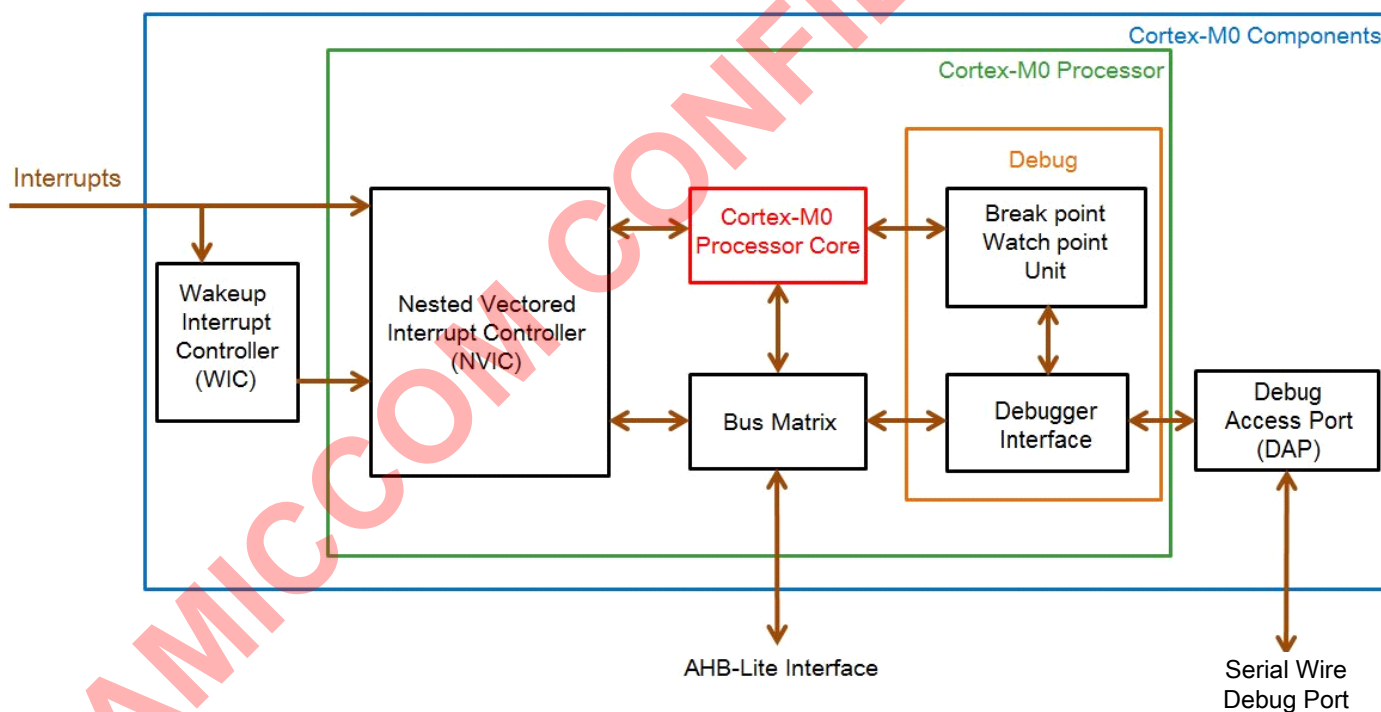 Cortex-M0 Components
Cortex-M0 Processor
Debug
Interrupts
Cortex-M0
Processor Core
Break point
Watch point
Unit
Wakeup
Interrupt
Controller
(WIC)
Nested Vectored
Interrupt Controller
(NVIC)
Bus Matrix
Debugger
Interface
Debug
Access Port
(DAP)
AHB-Lite Interface
Serial Wire
Debug Port
AMICCOM